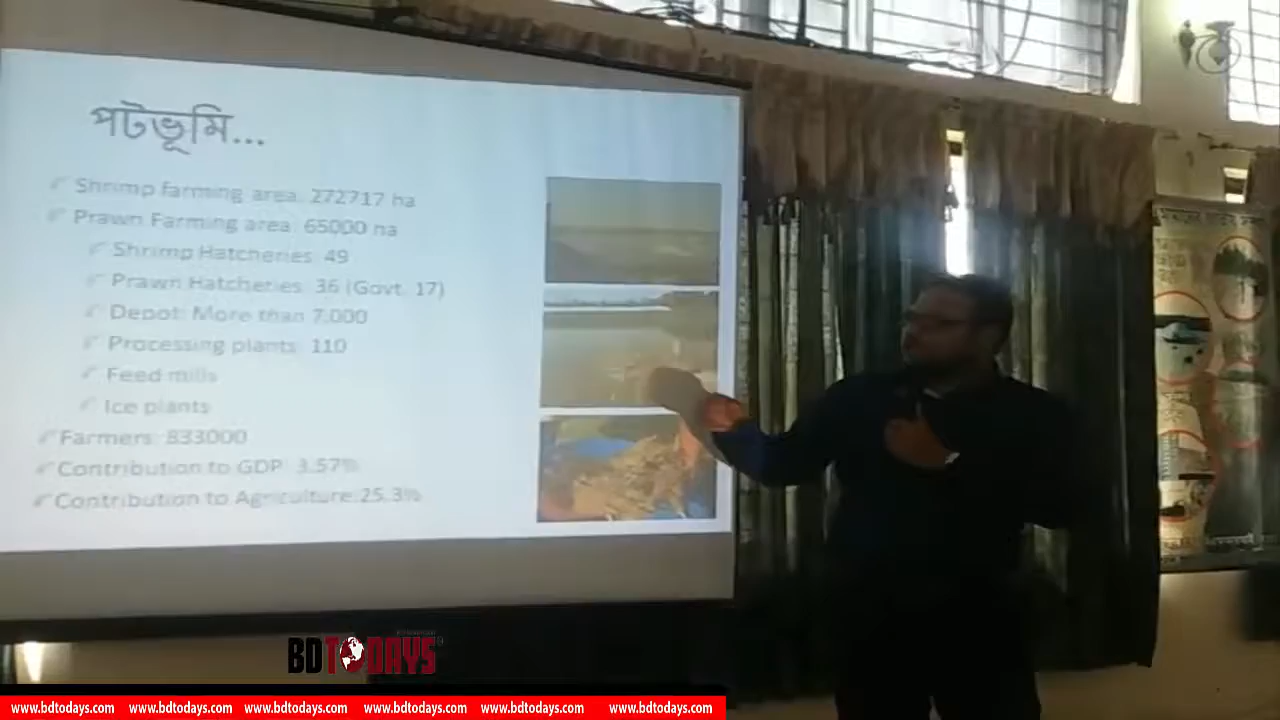 পটভূমি...
Shrimp farming area: 272717 ha
Prawn Farming area: 65000 ha
Shrimp Hatcheries: 49
Prawn Hatcheries: 36 (Govt. 17)
Depot: More than 7,000
Processing plants: 110
Feed mills
Ice plants
Farmers: 833000
Contribution to GDP: 3.57%
Contribution to Agriculture:25.3%
BDTODAYS
www.bdtodays.com www.bdtodays.com www.bdtodays.com www.bdtodays.com www.bdtodays.com www.bdtodays.com